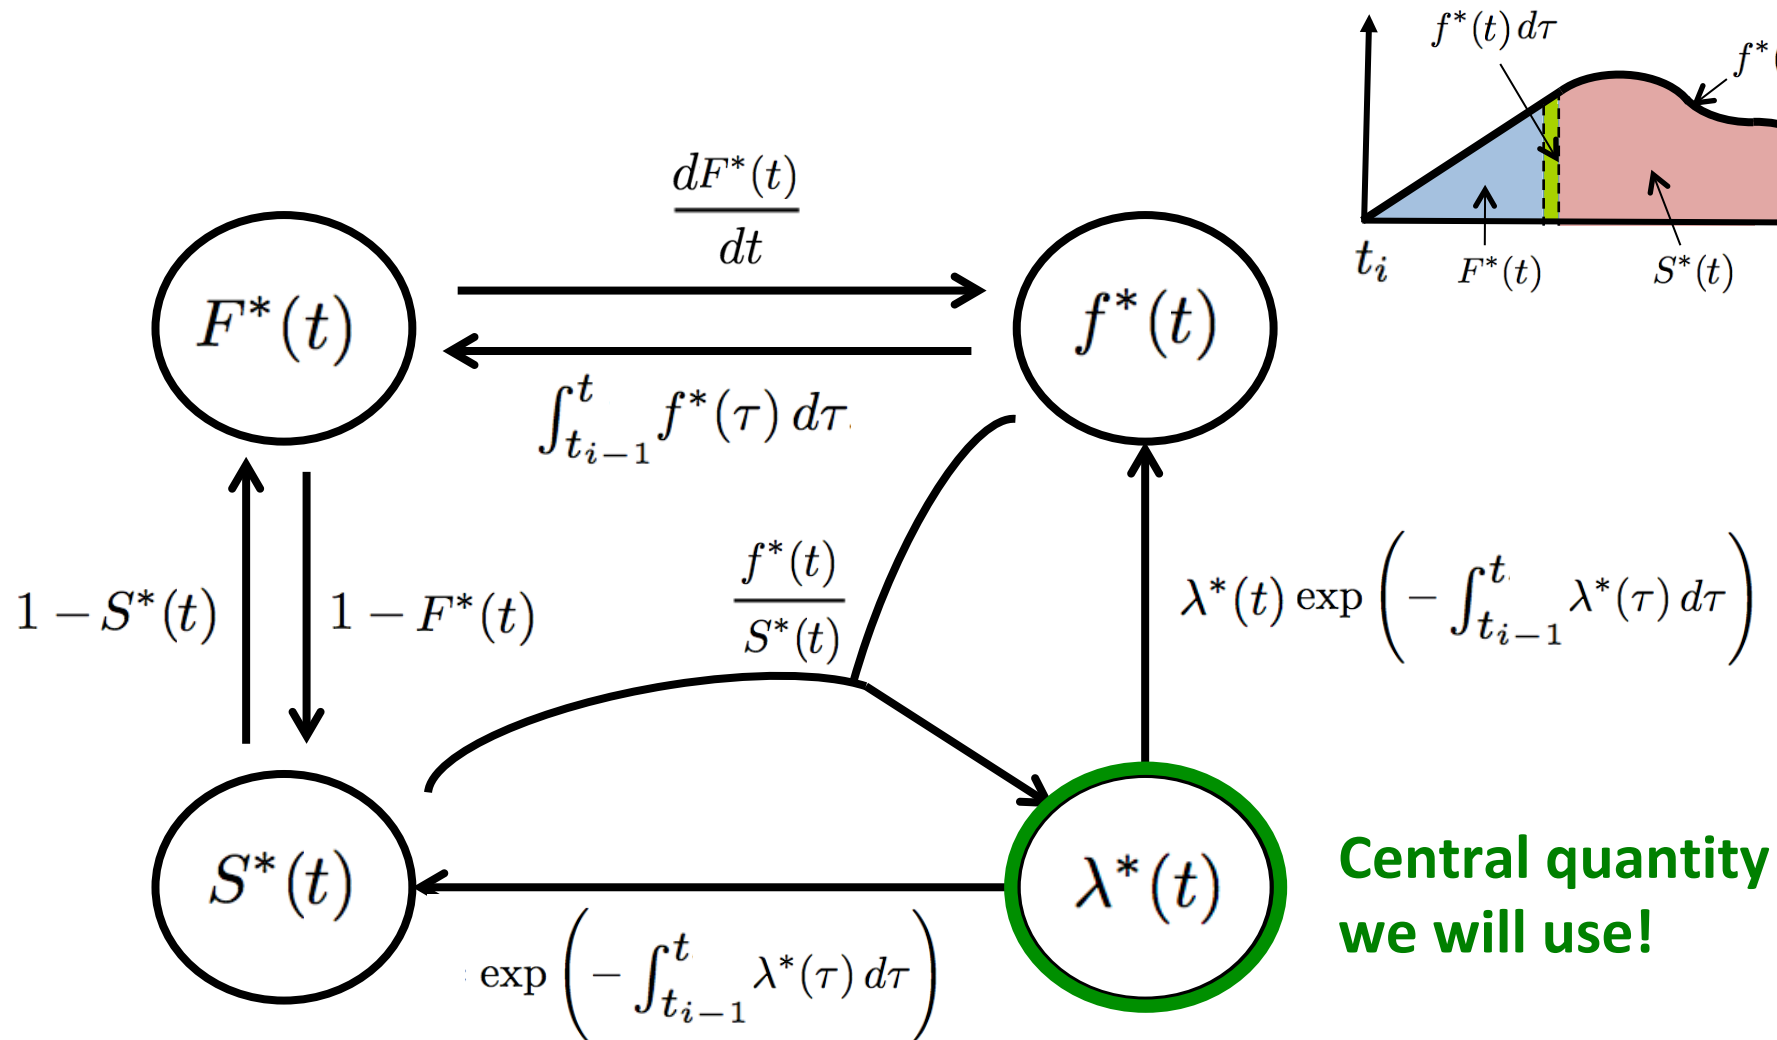 f*(t) dτ
f*(
t_i
F*(t)
S*(t)
dF*(t)
dt
F*(t)
f*(t)
∫_{t_{i-1}}^{t} f*(τ) dτ.
f*(t)
S*(t)
1 − S*(t)
1 − F*(t)
λ*(t) exp ( − ∫_{t_{i-1}}^{t} λ*(τ) dτ )
S*(t)
λ*(t)
Central quantity
we will use!
exp ( − ∫_{t_{i-1}}^{t} λ*(τ) dτ )